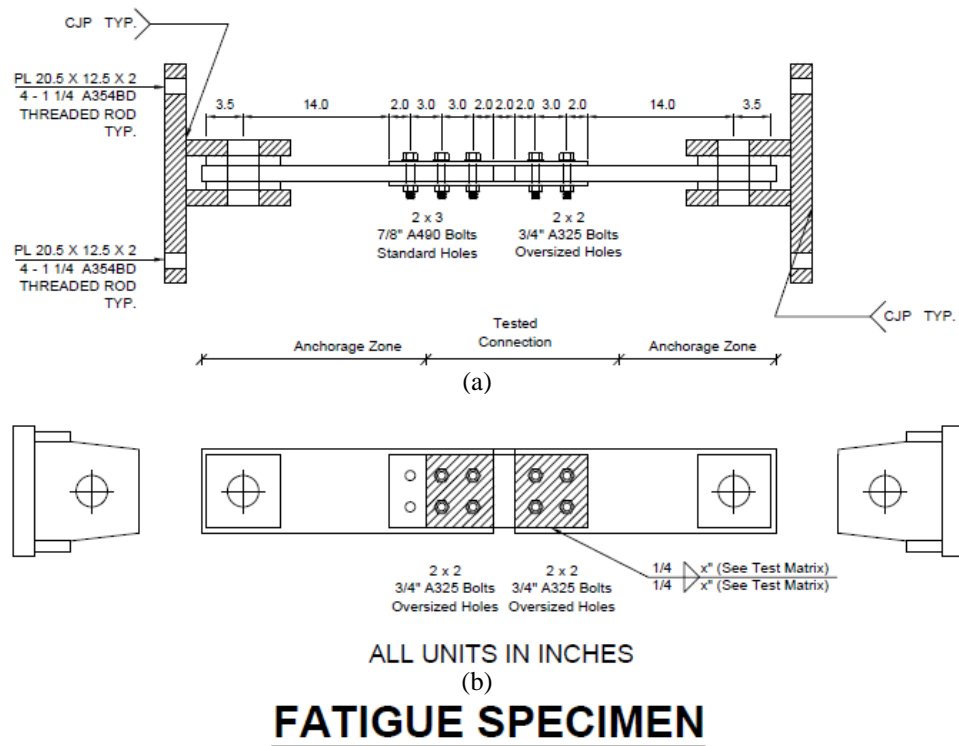 CJP TYP.
PL 20.5 X 12.5 X 2
4 - 1 1/4 A354BD
THREADED ROD
TYP.
3.5 14.0 2.0 3.0 3.0 2.0 2.0 2.0 3.0 2.0 14.0 3.5
2 x 3
7/8" A490 Bolts
Standard Holes
2 x 2
3/4" A325 Bolts
Oversized Holes
PL 20.5 X 12.5 X 2
4 - 1 1/4 A354BD
THREADED ROD
TYP.
CJP TYP.
Anchorage Zone
Tested
Connection
Anchorage Zone
(a)
2 x 2
3/4" A325 Bolts
Oversized Holes
2 x 2
3/4" A325 Bolts
Oversized Holes
1/4 x" (See Test Matrix)
1/4 x" (See Test Matrix)
ALL UNITS IN INCHES
(b)
FATIGUE SPECIMEN